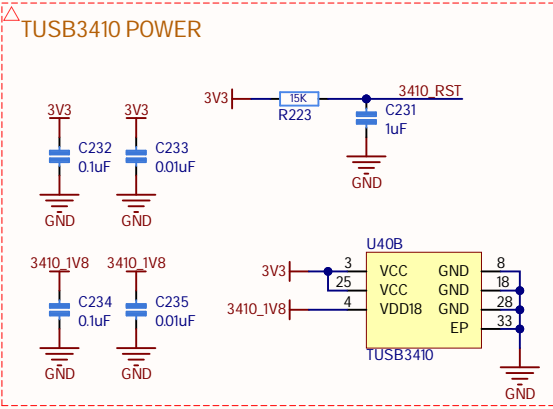 TUSB3410 POWER
3V3
15K
3410_RST
R223
C231
1uF
GND
3V3
3V3
C232
0.1uF
C233
0.01uF
GND
GND
3410_1V8
3410_1V8
C234
0.1uF
C235
0.01uF
GND
GND
U40B
3V3
3
VCC
GND
8
25
VCC
GND
18
3410_1V8
4
VDD18
GND
28
EP
33
TUSB3410
GND